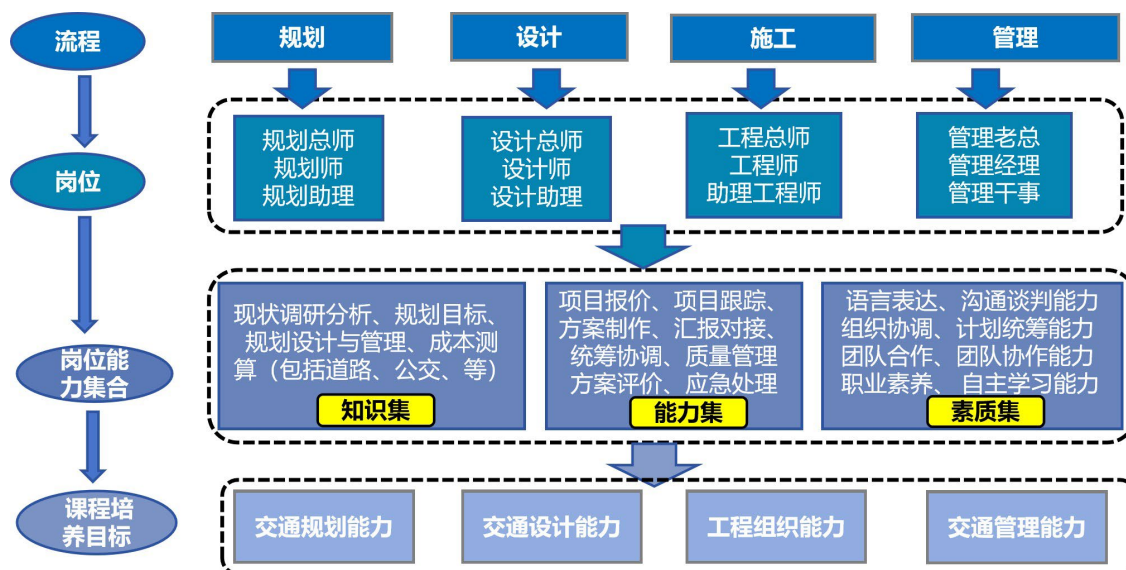 流程
规划
设计
施工
管理
岗位
规划总师
规划师
规划助理
设计总师
设计师
设计助理
工程总师
工程师
助理工程师
管理老总
管理经理
管理干事
岗位能
力集合
现状调研分析、规划目标、
规划设计与管理、成本测
算（包括道路、公交、等）
知识集
项目报价、项目跟踪、
方案制作、汇报对接、
统筹协调、质量管理
方案评价、应急处理
能力集
语言表达、沟通谈判能力
组织协调、计划统筹能力
团队合作、团队协作能力
职业素养、自主学习能力
素质集
课程培
养目标
交通规划能力
交通设计能力
工程组织能力
交通管理能力